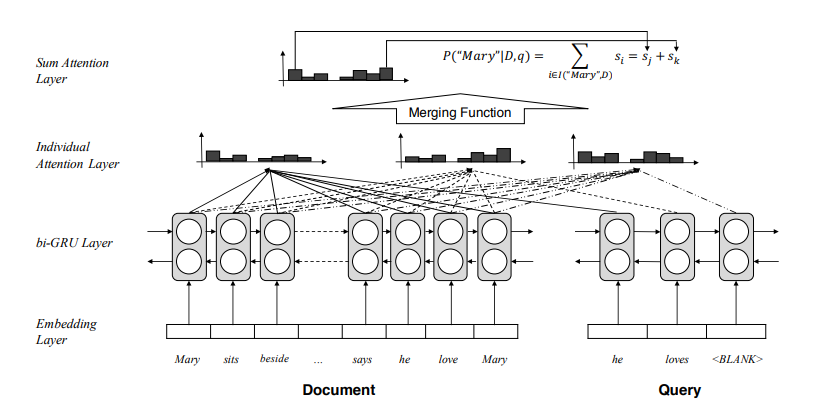 Sum Attention
Layer
P("Mary"|D,q) = ∑ s_i = s_j + s_k
i∈I("Mary",D)
Merging Function
Individual
Attention Layer
bi-GRU Layer
Embedding
Layer
Mary sits beside ... says he love Mary he loves <BLANK>
Document Query